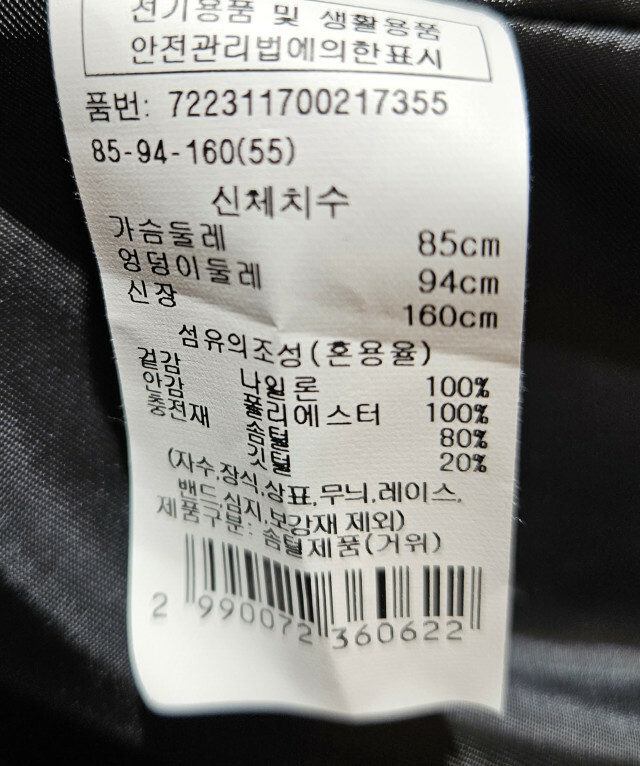 전기용품 및 생활용품
안전관리법에의한표시
품번: 722311700217355
85-94-160(55)
신체치수
가슴둘레 85cm
엉덩이둘레 94cm
신장 160cm
섬유의조성(혼용율)
겉감 나일론 100%
안감 폴리에스터 100%
충전재 솜털 80%
깃털 20%
(자수,장식,상표,무늬,레이스,
밴드,심지,보강재 제외)
제품구분: 솜털제품(거위)
2 990072 360622